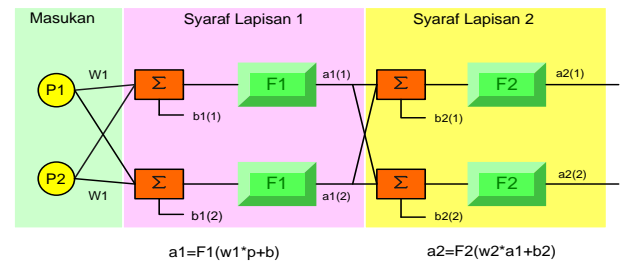 Masukan Syaraf Lapisan 1 Syaraf Lapisan 2
P1 W1 Σ F1 a1(1) Σ F2 a2(1)
b1(1) b2(1)
P2 W1 Σ F1 a1(2) Σ F2 a2(2)
b1(2) b2(2)
a1=F1(w1*p+b) a2=F2(w2*a1+b2)